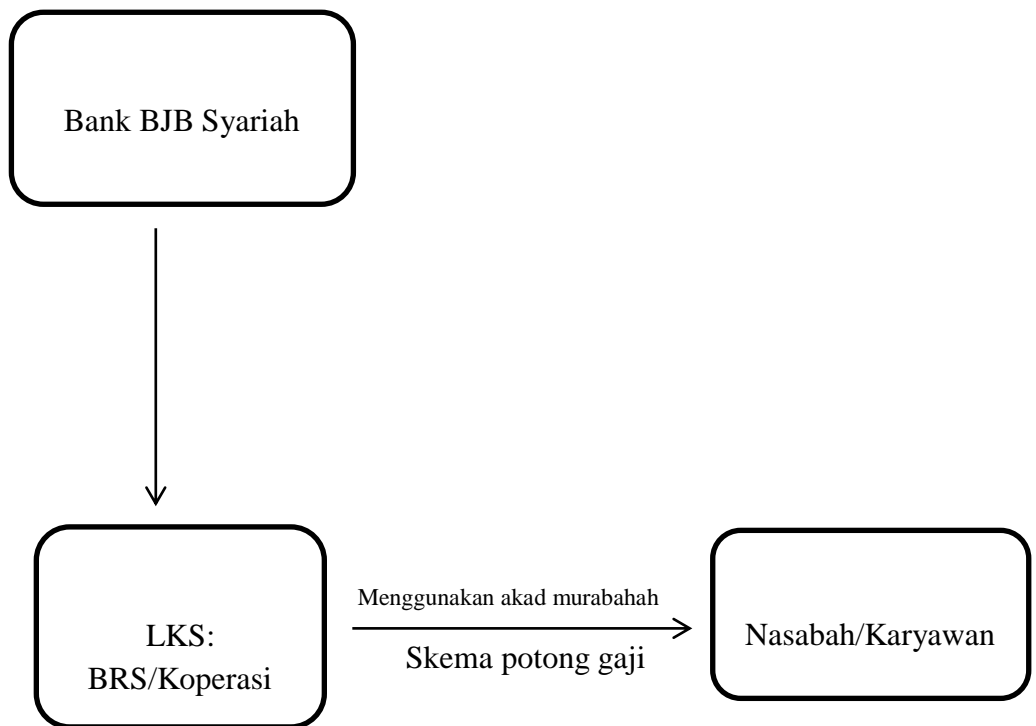 Bank BJB Syariah
LKS:
BRS/Koperasi
Menggunakan akad murabahah
Skema potong gaji
Nasabah/Karyawan